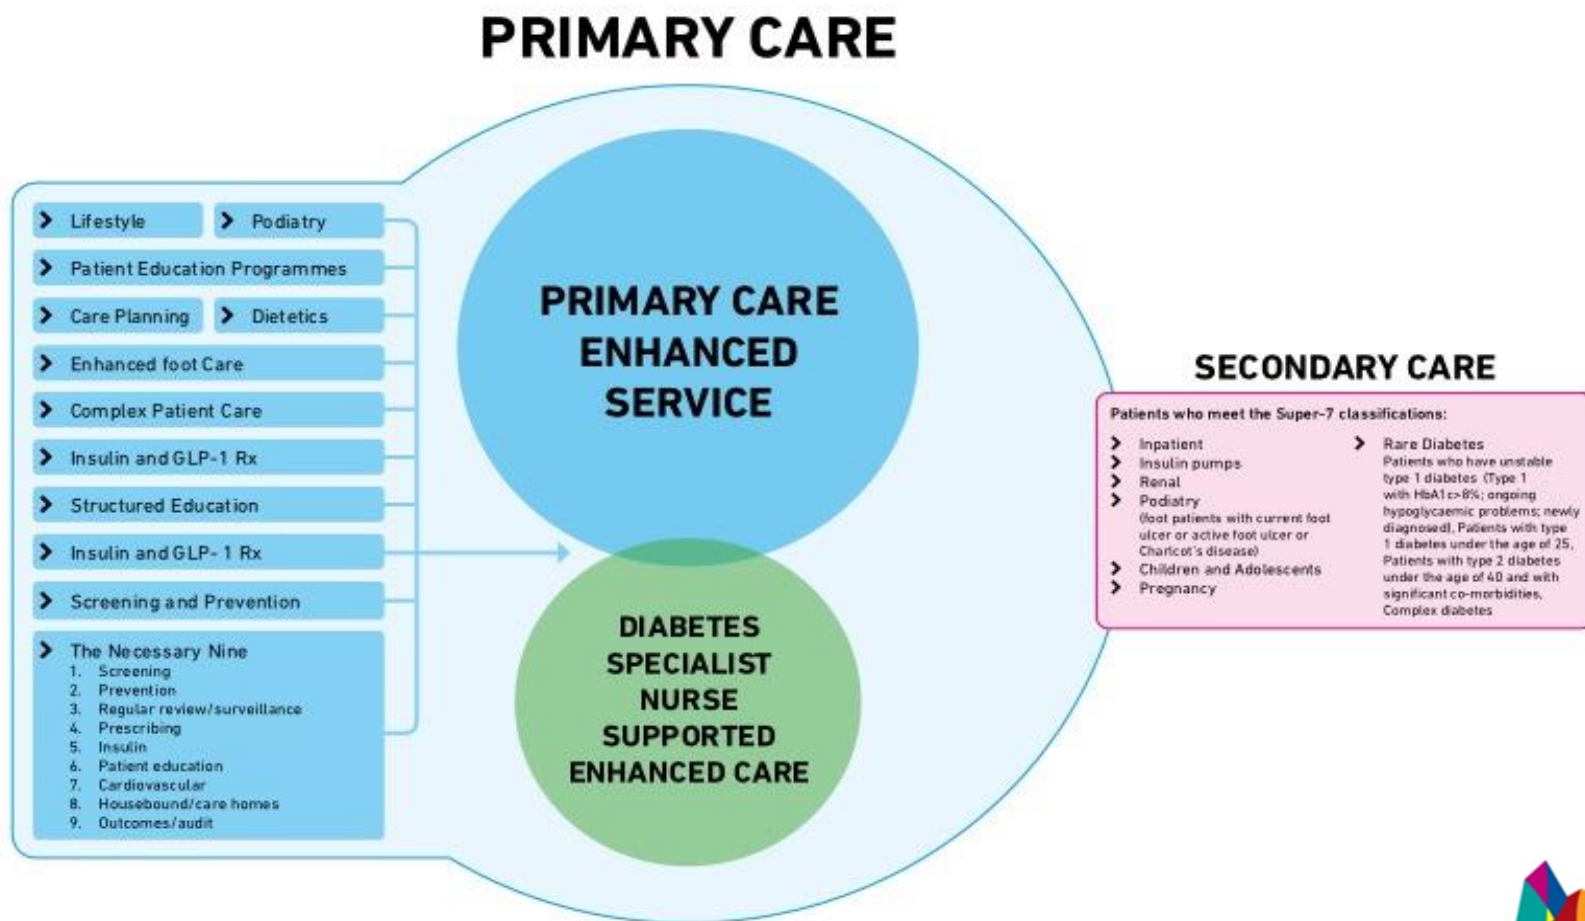 PRIMARY CARE
Lifestyle
Podiatry
Patient Education Programmes
Care Planning
Dietetics
Enhanced foot Care
Complex Patient Care
Insulin and GLP-1 Rx
Structured Education
Insulin and GLP- 1 Rx
Screening and Prevention
The Necessary Nine
1. Screening
2. Prevention
3. Regular review/surveillance
4. Prescribing
5. Insulin
6. Patient education
7. Cardiovascular
8. Housebound/care homes
9. Outcomes/audit
PRIMARY CARE
ENHANCED
SERVICE
DIABETES
SPECIALIST
NURSE
SUPPORTED
ENHANCED CARE
SECONDARY CARE
Patients who meet the Super-7 classifications:
Inpatient
Insulin pumps
Renal
Podiatry
(foot patients with current foot
ulcer or active foot ulcer or
Charlcot's disease)
Children and Adolescents
Pregnancy
Rare Diabetes
Patients who have unstable
type 1 diabetes (Type 1
with HbA1c>8%; ongoing
hypoglycaemic problems; newly
diagnosed), Patients with type
1 diabetes under the age of 25,
Patients with type 2 diabetes
under the age of 40 and with
significant co-morbidities,
Complex diabetes